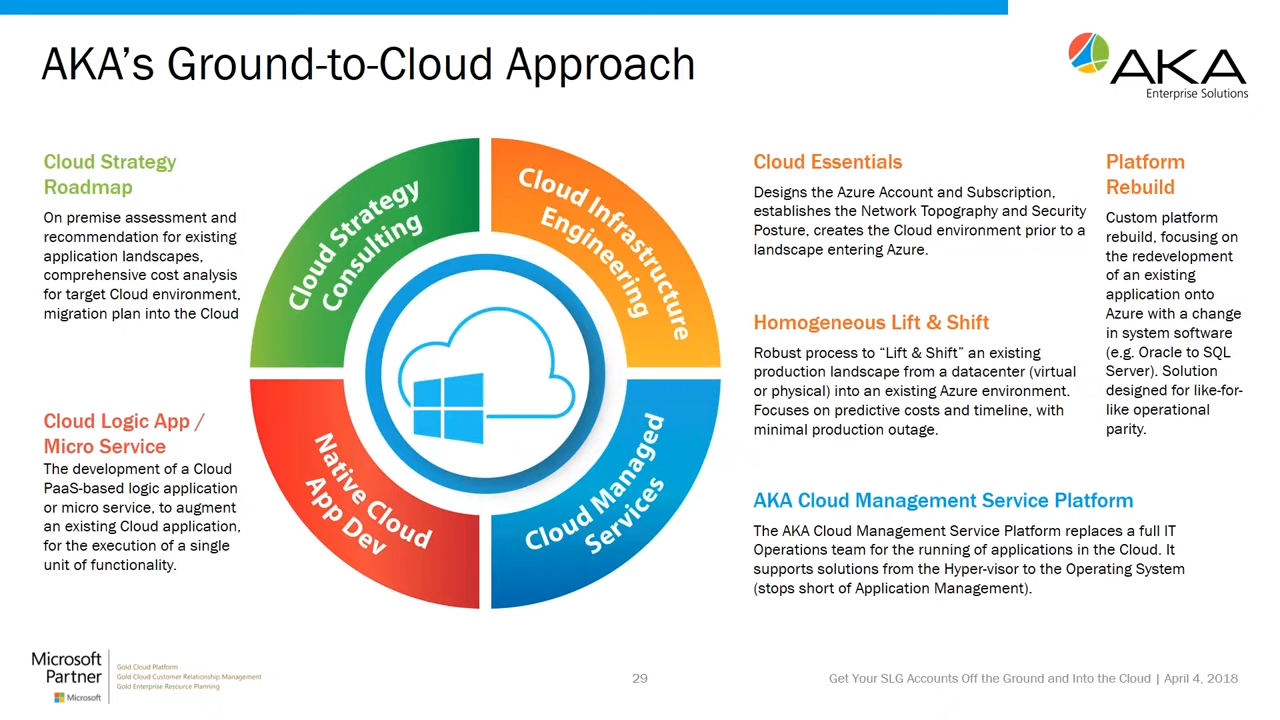 AKA's Ground-to-Cloud Approach
AKA
Enterprise Solutions
Cloud Strategy
Roadmap
On premise assessment and
recommendation for existing
application landscapes,
comprehensive cost analysis
for target Cloud environment,
migration plan into the Cloud
Cloud Logic App /
Micro Service
The development of a Cloud
PaaS-based logic application
or micro service, to augment
an existing Cloud application,
for the execution of a single
unit of functionality.
Cloud Strategy
Consulting
Cloud Infrastructure
Engineering
Native Cloud
App Dev
Cloud Managed
Services
Cloud Essentials
Designs the Azure Account and Subscription,
establishes the Network Topography and Security
Posture, creates the Cloud environment prior to a
landscape entering Azure.
Homogeneous Lift & Shift
Robust process to “Lift & Shift” an existing
production landscape from a datacenter (virtual
or physical) into an existing Azure environment.
Focuses on predictive costs and timeline, with
minimal production outage.
Platform
Rebuild
Custom platform
rebuild, focusing on
the redevelopment
of an existing
application onto
Azure with a change
in system software
(e.g. Oracle to SQL
Server). Solution
designed for like-for-
like operational
parity.
AKA Cloud Management Service Platform
The AKA Cloud Management Service Platform replaces a full IT
Operations team for the running of applications in the Cloud. It
supports solutions from the Hyper-visor to the Operating System
(stops short of Application Management).
Microsoft
Partner
Microsoft
Gold Cloud Platform
Gold Cloud Customer Relationship Management
Gold Enterprise Resource Planning
29
Get Your SLG Accounts Off the Ground and Into the Cloud | April 4, 2018